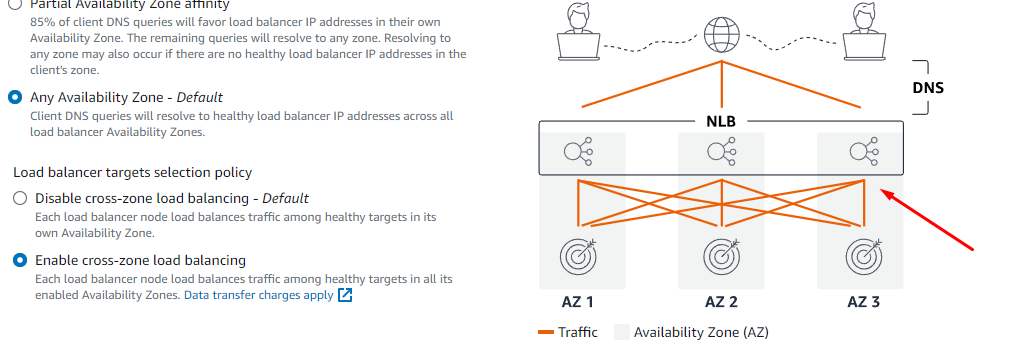 Partial Availability Zone affinity
85% of client DNS queries will favor load balancer IP addresses in their own
Availability Zone. The remaining queries will resolve to any zone. Resolving to
any zone may also occur if there are no healthy load balancer IP addresses in the
client's zone.
Any Availability Zone - Default
Client DNS queries will resolve to healthy load balancer IP addresses across all
load balancer Availability Zones.
Load balancer targets selection policy
Disable cross-zone load balancing - Default
Each load balancer node load balances traffic among healthy targets in its
own Availability Zone.
Enable cross-zone load balancing
Each load balancer node load balances traffic among healthy targets in all its
enabled Availability Zones. Data transfer charges apply
DNS
NLB
AZ 1
AZ 2
AZ 3
Traffic
Availability Zone (AZ)